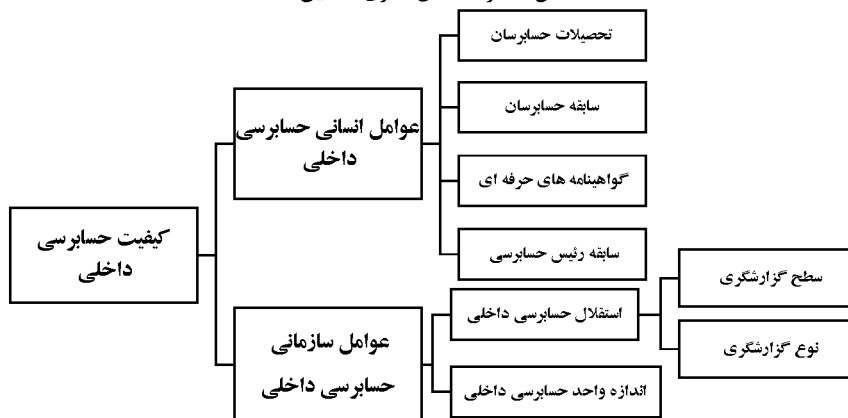 تحصیلات حسابرسان
سابقه حسابرسان
عوامل انسانی حسابرسی
داخلی
گواهینامه های حرفه ای
سابقه رئیس حسابرسی
کیفیت حسابرسی
داخلی
سطح گزارشگری
استقلال حسابرسی داخلی
نوع گزارشگری
عوامل سازمانی
حسابرسی داخلی
اندازه واحد حسابرسی داخلی